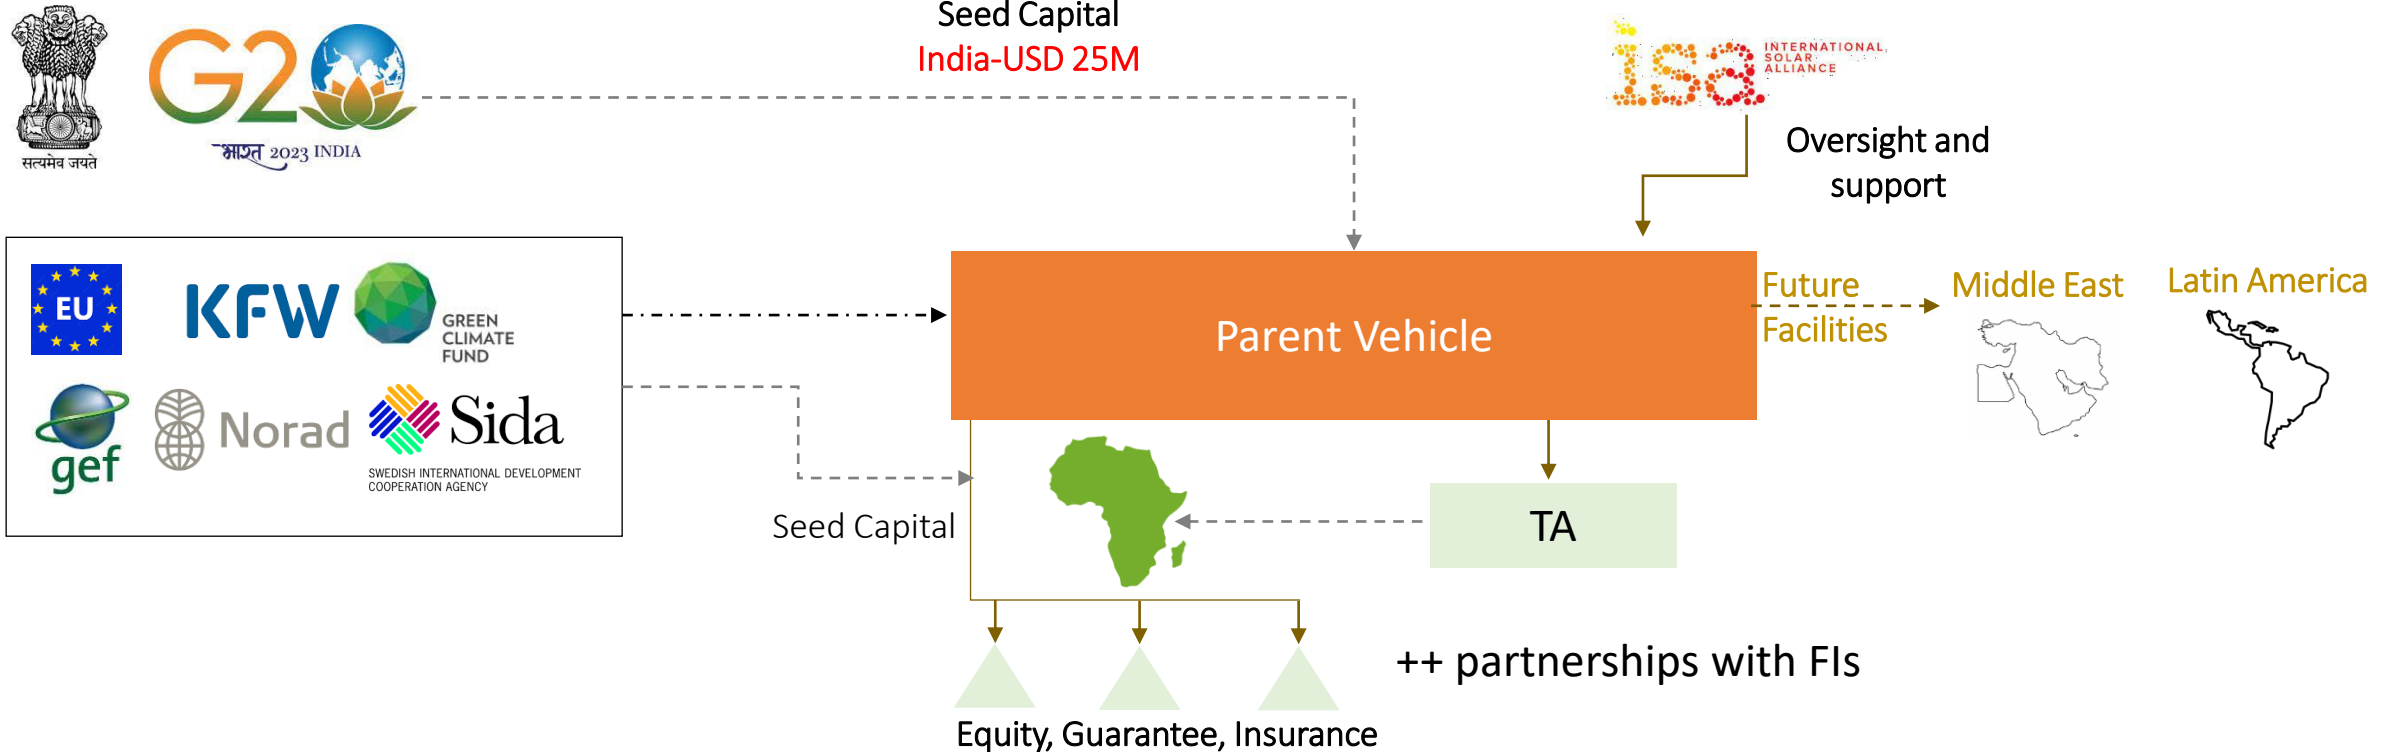 सत्यमेव जयते
G20
भारत 2023 INDIA
Seed Capital
India-USD 25M
isa
INTERNATIONAL
SOLAR
ALLIANCE
Oversight and
support
EU
KFW
GREEN
CLIMATE
FUND
gef
Norad
Sida
SWEDISH INTERNATIONAL DEVELOPMENT
COOPERATION AGENCY
Parent Vehicle
Future
Facilities
Middle East
Latin America
Seed Capital
TA
++ partnerships with FIs
Equity, Guarantee, Insurance